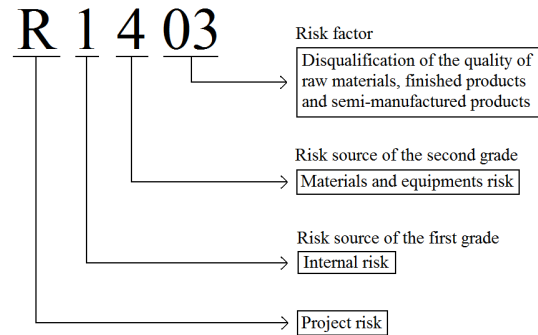 R 1 4 03
Risk factor
Disqualification of the quality of
raw materials, finished products
and semi-manufactured products
Risk source of the second grade
Materials and equipments risk
Risk source of the first grade
Internal risk
Project risk